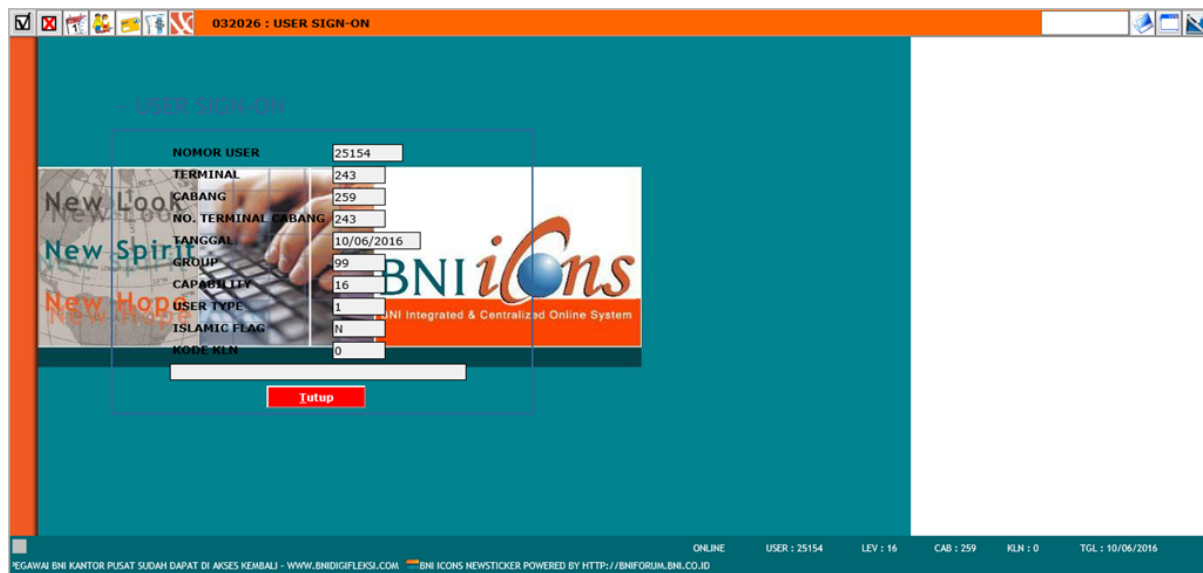 032026 : USER SIGN-ON
- USER SIGN-ON
NOMOR USER 25154
TERMINAL 243
CABANG 259
NO. TERMINAL CABANG 243
TANGGAL 10/06/2016
GROUP 99
CAPABILITY 16
USER TYPE 1
ISLAMIC FLAG N
KODE KLN 0
Tutup
New Look
New Spirit
New Hope
BNI icons
BNI Integrated & Centralized Online System
ONLINE USER : 25154 LEV : 16 CAB : 259 KLN : 0 TGL : 10/06/2016
PEGAWAI BNI KANTOR PUSAT SUDAH DAPAT DI AKSES KEMBALI - WWW.BNIDIGIFLEKSI.COM BNI ICONS NEWSTICKER POWERED BY HTTP://BNIFORUM.BNI.CO.ID